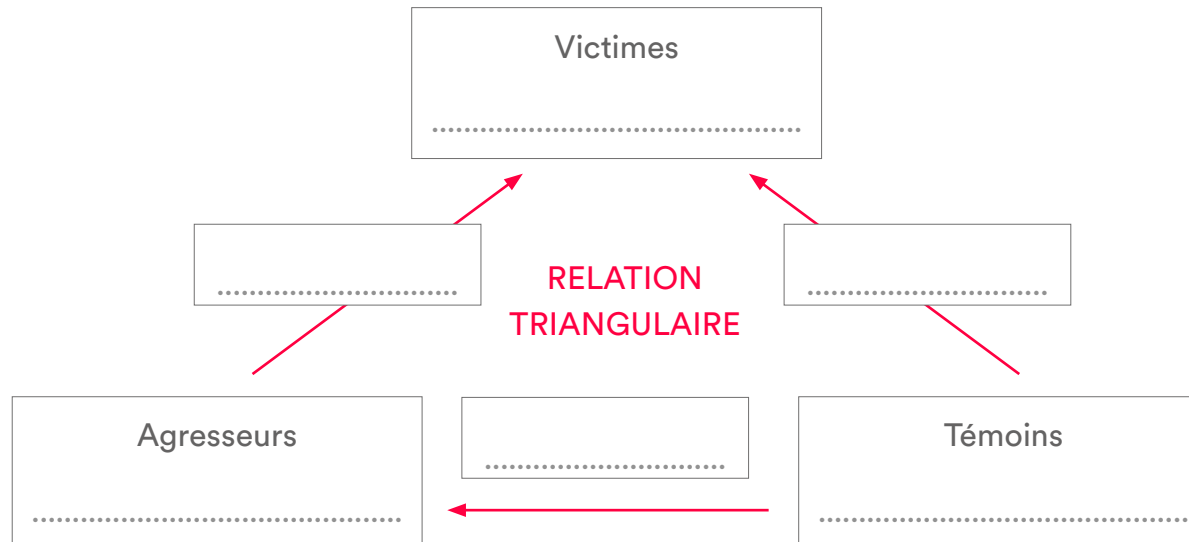 Victimes
RELATION
TRIANGULAIRE
Agresseurs
Témoins